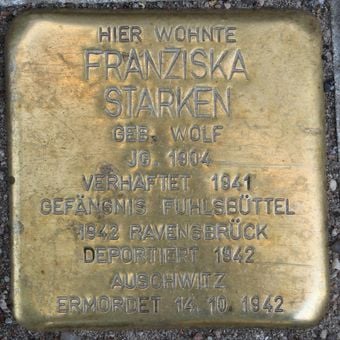 HIER WOHNTE
FRANZISKA
STARKEN
GEB. WOLF
JG. 1904
VERHAFTET 1941
GEFÄNGNIS FUHLSBÜTTEL
1942 RAVENSBRÜCK
DEPORTIERT 1942
AUSCHWITZ
ERMORDET 14.10.1942